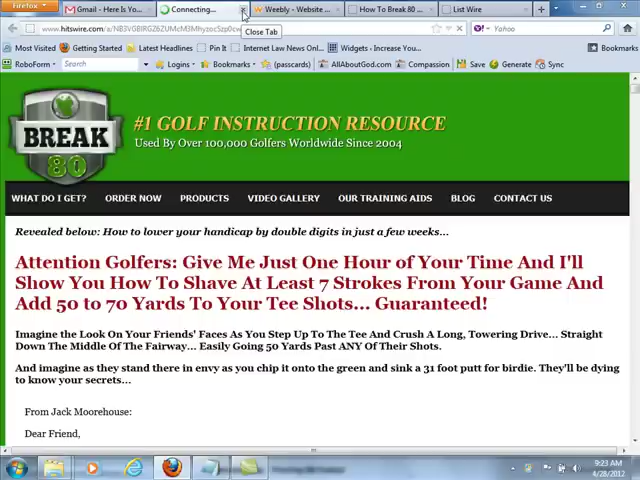 Firefox
Gmail - Here Is Yo...
Connecting...
Weebly - Website ...
How To Break 80 ...
List Wire
Yahoo
Close Tab
Most Visited
Getting Started
Latest Headlines
Pin It
Internet Law News Onl...
Widgets - Increase You...
Bookmarks
RoboForm
Search
Logins
Bookmarks
(passcards)
AllAboutGod.com
Compassion
Save
Generate
Sync
BREAK
80
#1 GOLF INSTRUCTION RESOURCE
Used By Over 100,000 Golfers Worldwide Since 2004
WHAT DO I GET?
ORDER NOW
PRODUCTS
VIDEO GALLERY
OUR TRAINING AIDS
BLOG
CONTACT US
Revealed below: How to lower your handicap by double digits in just a few weeks...
Attention Golfers: Give Me Just One Hour of Your Time And I'll
Show You How To Shave At Least 7 Strokes From Your Game And
Add 50 to 70 Yards To Your Tee Shots... Guaranteed!
Imagine the Look On Your Friends' Faces As You Step Up To The Tee And Crush A Long, Towering Drive... Straight
Down The Middle Of The Fairway... Easily Going 50 Yards Past ANY Of Their Shots.
And imagine as they stand there in envy as you chip it onto the green and sink a 31 foot putt for birdie. They'll be dying
to know your secrets...
From Jack Moorehouse:
Dear Friend,
9:23 AM
4/28/2012